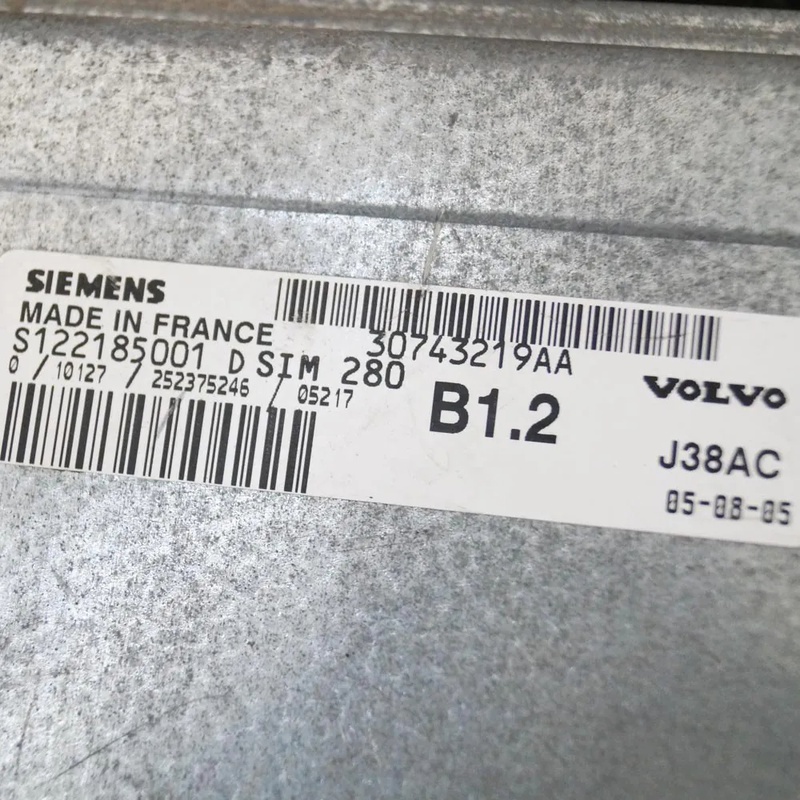 SIEMENS
MADE IN FRANCE
30743219AA
S122185001 D SIM 280
0 / 10127 / 252375246 / 05217
B1.2
VOLVO
J38AC
05-08-05